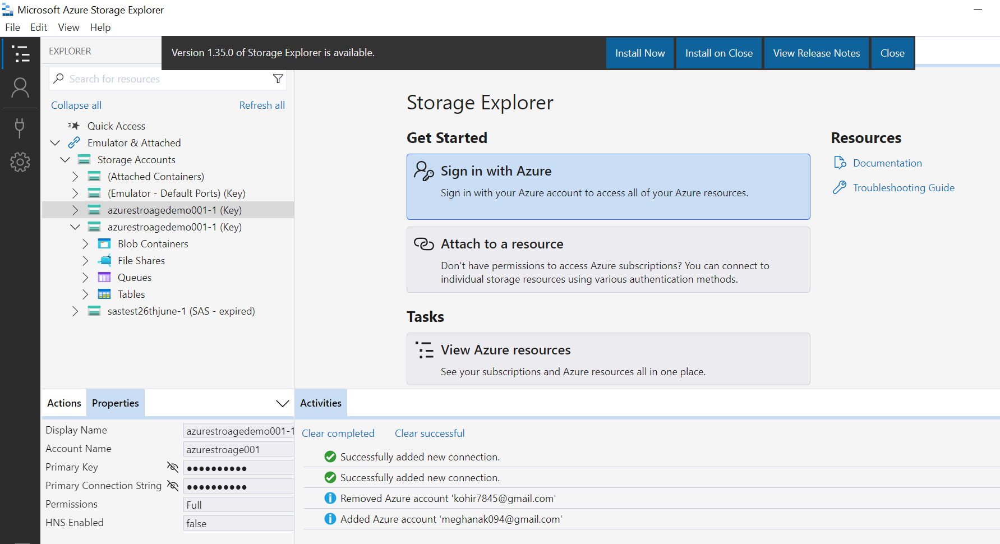 Microsoft Azure Storage Explorer
File Edit View Help
EXPLORER
Version 1.35.0 of Storage Explorer is available.
Install Now
Install on Close
View Release Notes
Close
Search for resources
Collapse all
Refresh all
Quick Access
Emulator & Attached
Storage Accounts
(Attached Containers)
(Emulator - Default Ports) (Key)
azurestroagedemo001-1 (Key)
azurestroagedemo001-1 (Key)
Blob Containers
File Shares
Queues
Tables
sastest26thjune-1 (SAS - expired)
Storage Explorer
Get Started
Sign in with Azure
Sign in with your Azure account to access all of your Azure resources.
Attach to a resource
Don't have permissions to access Azure subscriptions? You can connect to
individual storage resources using various authentication methods.
Tasks
View Azure resources
See your subscriptions and Azure resources all in one place.
Resources
Documentation
Troubleshooting Guide
Actions
Properties
Display Name azurestroagedemo001-1
Account Name azurestroage001
Primary Key ●●●●●●●●●●
Primary Connection String ●●●●●●●●●●
Permissions Full
HNS Enabled false
Activities
Clear completed
Clear successful
Successfully added new connection.
Successfully added new connection.
Removed Azure account 'kohir7845@gmail.com'
Added Azure account 'meghanak094@gmail.com'